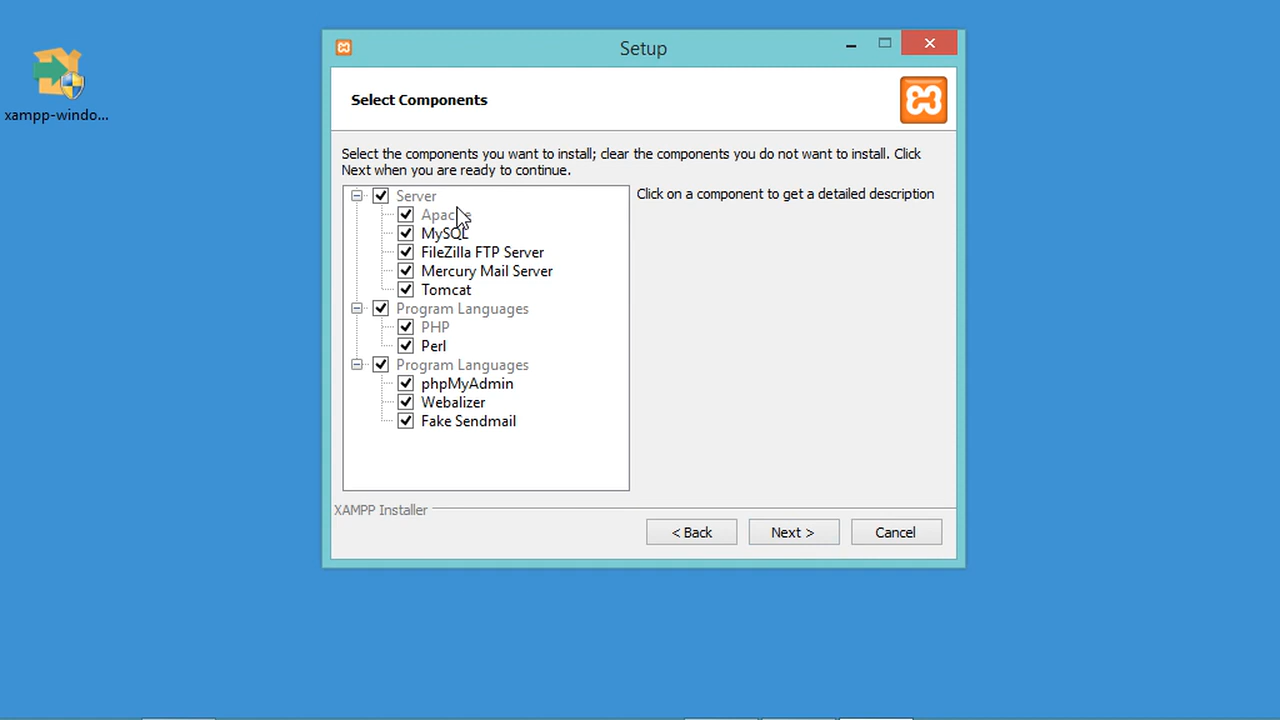 xampp-windo...
Setup
Select Components
Select the components you want to install; clear the components you do not want to install. Click
Next when you are ready to continue.
Server
Apache
MySQL
FileZilla FTP Server
Mercury Mail Server
Tomcat
Program Languages
PHP
Perl
Program Languages
phpMyAdmin
Webalizer
Fake Sendmail
Click on a component to get a detailed description
XAMPP Installer
< Back
Next >
Cancel